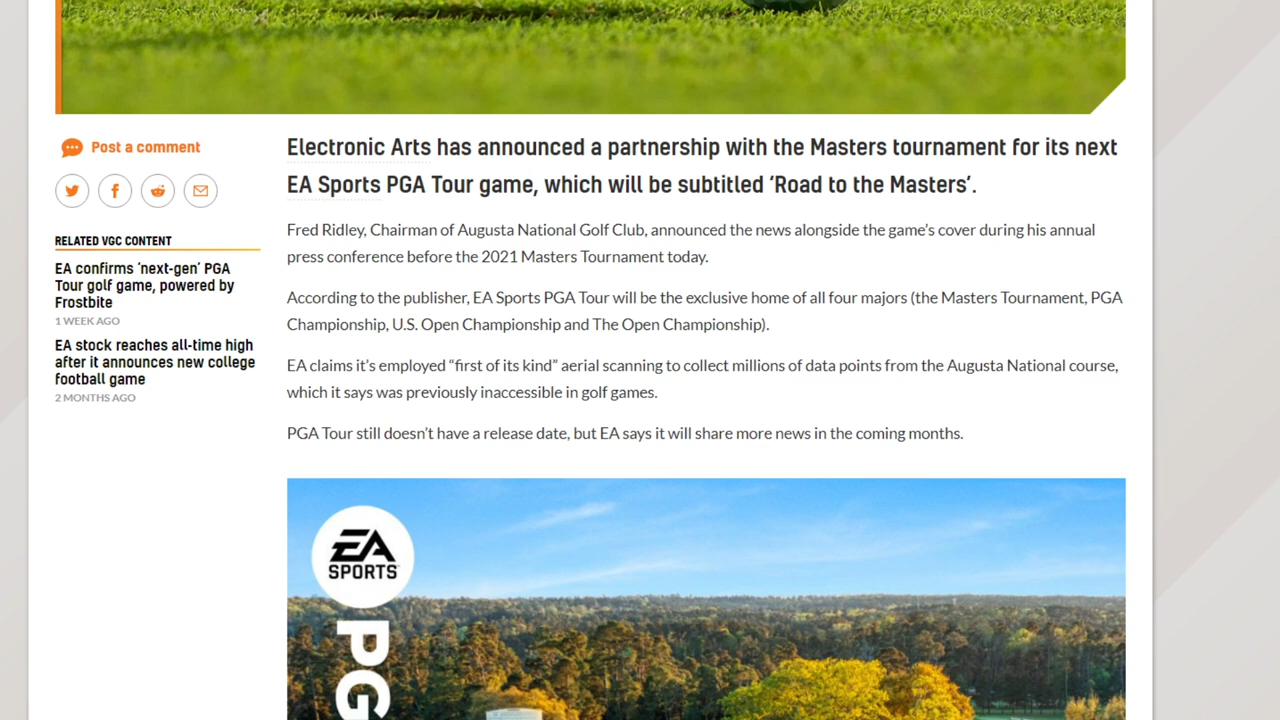 Post a comment
RELATED VGC CONTENT
EA confirms ‘next-gen’ PGA
Tour golf game, powered by
Frostbite
1 WEEK AGO
EA stock reaches all-time high
after it announces new college
football game
2 MONTHS AGO
Electronic Arts has announced a partnership with the Masters tournament for its next
EA Sports PGA Tour game, which will be subtitled ‘Road to the Masters’.
Fred Ridley, Chairman of Augusta National Golf Club, announced the news alongside the game’s cover during his annual
press conference before the 2021 Masters Tournament today.
According to the publisher, EA Sports PGA Tour will be the exclusive home of all four majors (the Masters Tournament, PGA
Championship, U.S. Open Championship and The Open Championship).
EA claims it’s employed “first of its kind” aerial scanning to collect millions of data points from the Augusta National course,
which it says was previously inaccessible in golf games.
PGA Tour still doesn’t have a release date, but EA says it will share more news in the coming months.
EA
SPORTS
PG